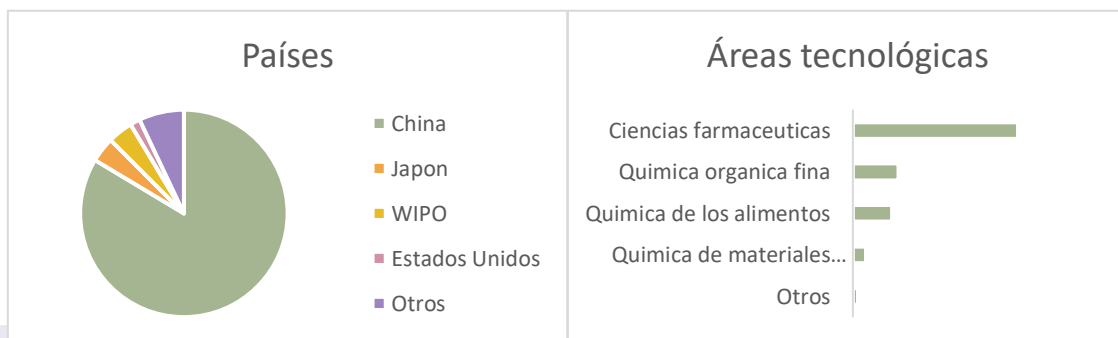 Países
China
Japon
WIPO
Estados Unidos
Otros
Áreas tecnológicas
Ciencias farmaceuticas
Quimica organica fina
Quimica de los alimentos
Quimica de materiales...
Otros